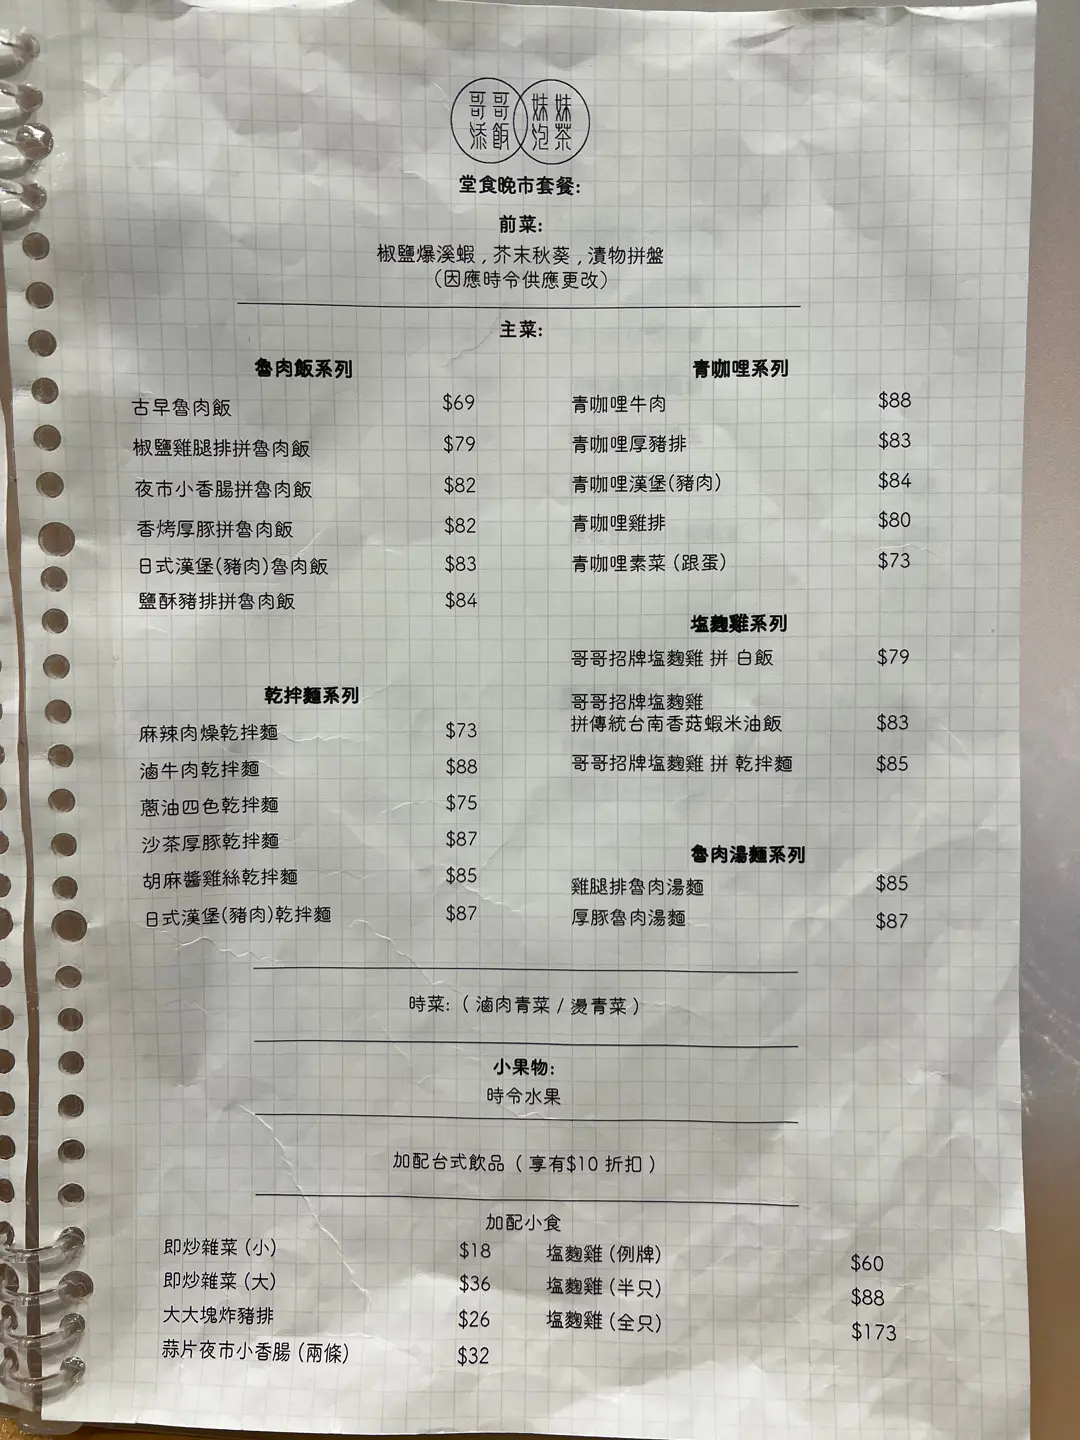 哥哥 妹妹
添飯 泡茶
堂食晚市套餐:
前菜:
椒鹽爆溪蝦 , 芥末秋葵 , 漬物拼盤
(因應時令供應更改)
主菜:
魯肉飯系列
古早魯肉飯 $69
椒鹽雞腿排拼魯肉飯 $79
夜市小香腸拼魯肉飯 $82
香烤厚豚拼魯肉飯 $82
日式漢堡(豬肉)魯肉飯 $83
鹽酥豬排拼魯肉飯 $84
乾拌麵系列
麻辣肉燥乾拌麵 $73
滷牛肉乾拌麵 $88
蔥油四色乾拌麵 $75
沙茶厚豚乾拌麵 $87
胡麻醬雞絲乾拌麵 $85
日式漢堡(豬肉)乾拌麵 $87
青咖哩系列
青咖哩牛肉 $88
青咖哩厚豬排 $83
青咖哩漢堡(豬肉) $84
青咖哩雞排 $80
青咖哩素菜 (跟蛋) $73
塩麴雞系列
哥哥招牌塩麴雞 拼 白飯 $79
哥哥招牌塩麴雞
拼傳統台南香菇蝦米油飯 $83
哥哥招牌塩麴雞 拼 乾拌麵 $85
魯肉湯麵系列
雞腿排魯肉湯麵 $85
厚豚魯肉湯麵 $87
時菜: ( 滷肉青菜 / 燙青菜 )
小果物:
時令水果
加配台式飲品 ( 享有$10 折扣 )
加配小食
即炒雜菜 (小) $18
即炒雜菜 (大) $36
大大塊炸豬排 $26
蒜片夜市小香腸 (兩條) $32
塩麴雞 (例牌) $60
塩麴雞 (半只) $88
塩麴雞 (全只) $173